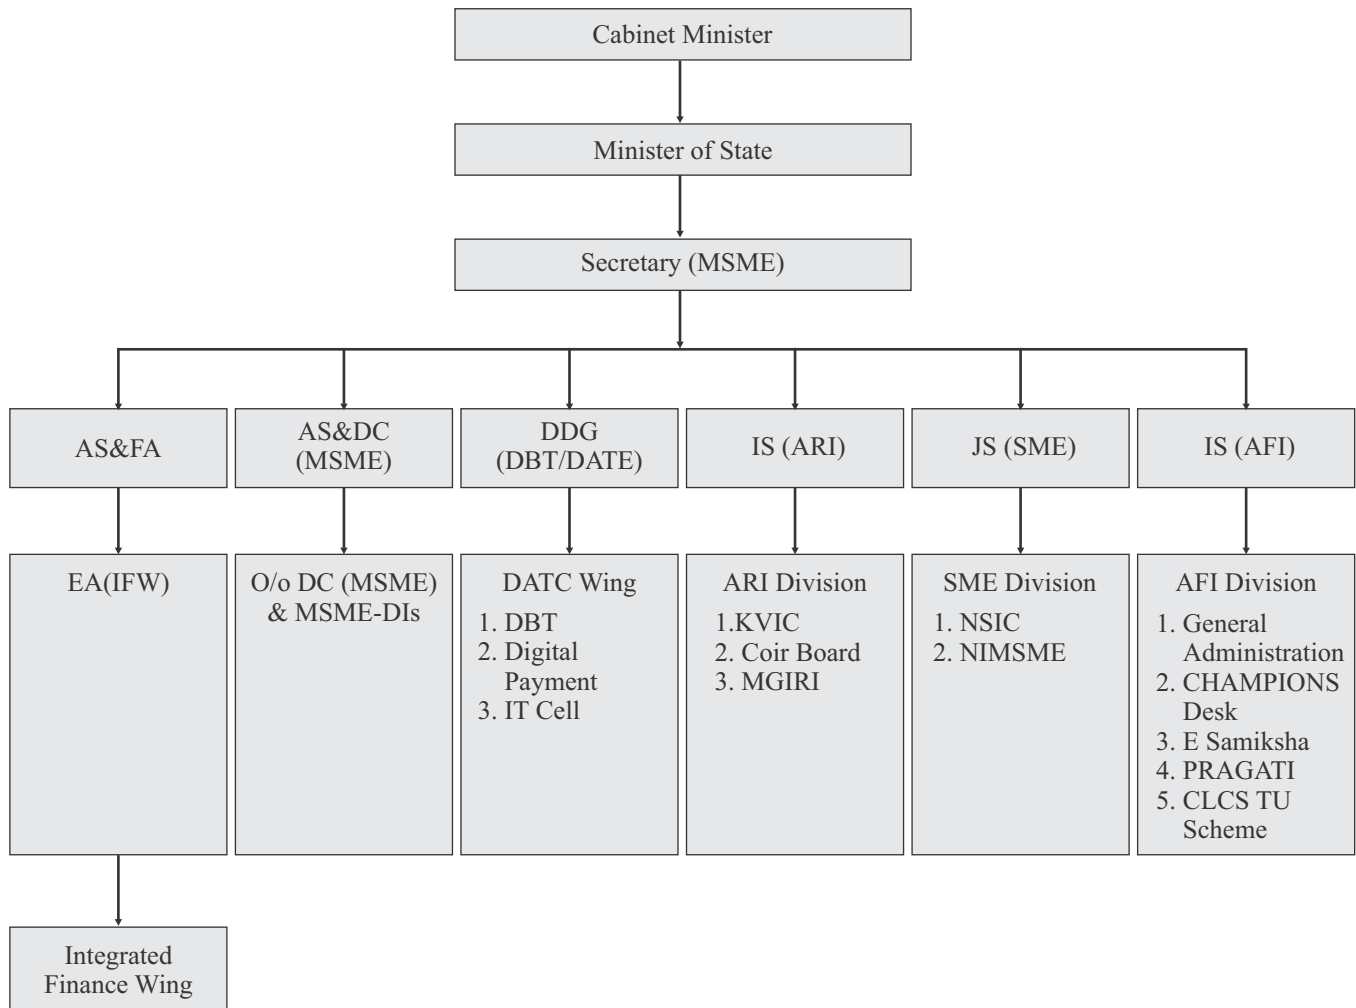 Cabinet Minister
Minister of State
Secretary (MSME)
AS&FA
AS&DC
(MSME)
DDG
(DBT/DATE)
IS (ARI)
JS (SME)
IS (AFI)
EA(IFW)
O/o DC (MSME)
& MSME-DIs
DATC Wing
1. DBT
2. Digital
Payment
3. IT Cell
ARI Division
1.KVIC
2. Coir Board
3. MGIRI
SME Division
1. NSIC
2. NIMSME
AFI Division
1. General
Administration
2. CHAMPIONS
Desk
3. E Samiksha
4. PRAGATI
5. CLCS TU
Scheme
Integrated
Finance Wing